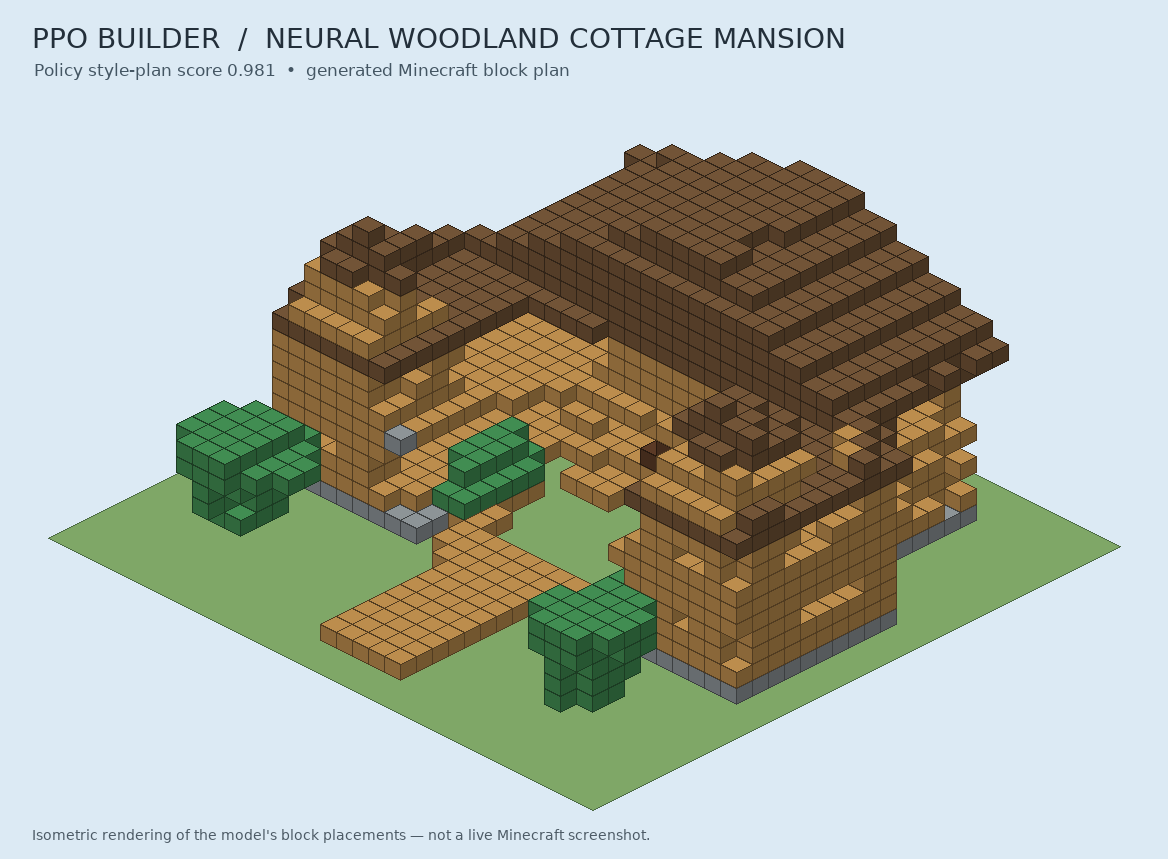 PPO BUILDER / NEURAL WOODLAND COTTAGE MANSION
Policy style-plan score 0.981 • generated Minecraft block plan
Isometric rendering of the model's block placements — not a live Minecraft screenshot.